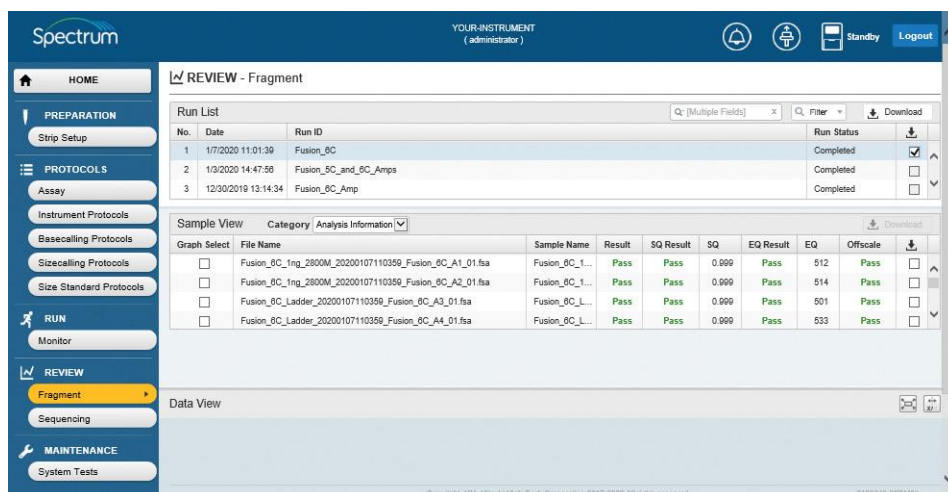 Spectrum
YOUR-INSTRUMENT
( administrator )
Standby
Logout
HOME
PREPARATION
Strip Setup
PROTOCOLS
Assay
Instrument Protocols
Basecalling Protocols
Sizecalling Protocols
Size Standard Protocols
RUN
Monitor
REVIEW
Fragment
Sequencing
MAINTENANCE
System Tests
REVIEW - Fragment
Run List [Multiple Fields] x Filter Download
No. Date Run ID Run Status
1 1/7/2020 11:01:39 Fusion_6C Completed
2 1/3/2020 14:47:56 Fusion_5C_and_6C_Amps Completed
3 12/30/2019 13:14:34 Fusion_6C_Amp Completed
Sample View Category Analysis Information Download
Graph Select File Name Sample Name Result SQ Result SQ EQ Result EQ Offscale
Fusion_6C_1ng_2800M_20200107110359_Fusion_6C_A1_01.fsa Fusion_6C_1... Pass Pass 0.999 Pass 512 Pass
Fusion_6C_1ng_2800M_20200107110359_Fusion_6C_A2_01.fsa Fusion_6C_1... Pass Pass 0.999 Pass 514 Pass
Fusion_6C_Ladder_20200107110359_Fusion_6C_A3_01.fsa Fusion_6C_L... Pass Pass 0.999 Pass 501 Pass
Fusion_6C_Ladder_20200107110359_Fusion_6C_A4_01.fsa Fusion_6C_L... Pass Pass 0.999 Pass 533 Pass
Data View